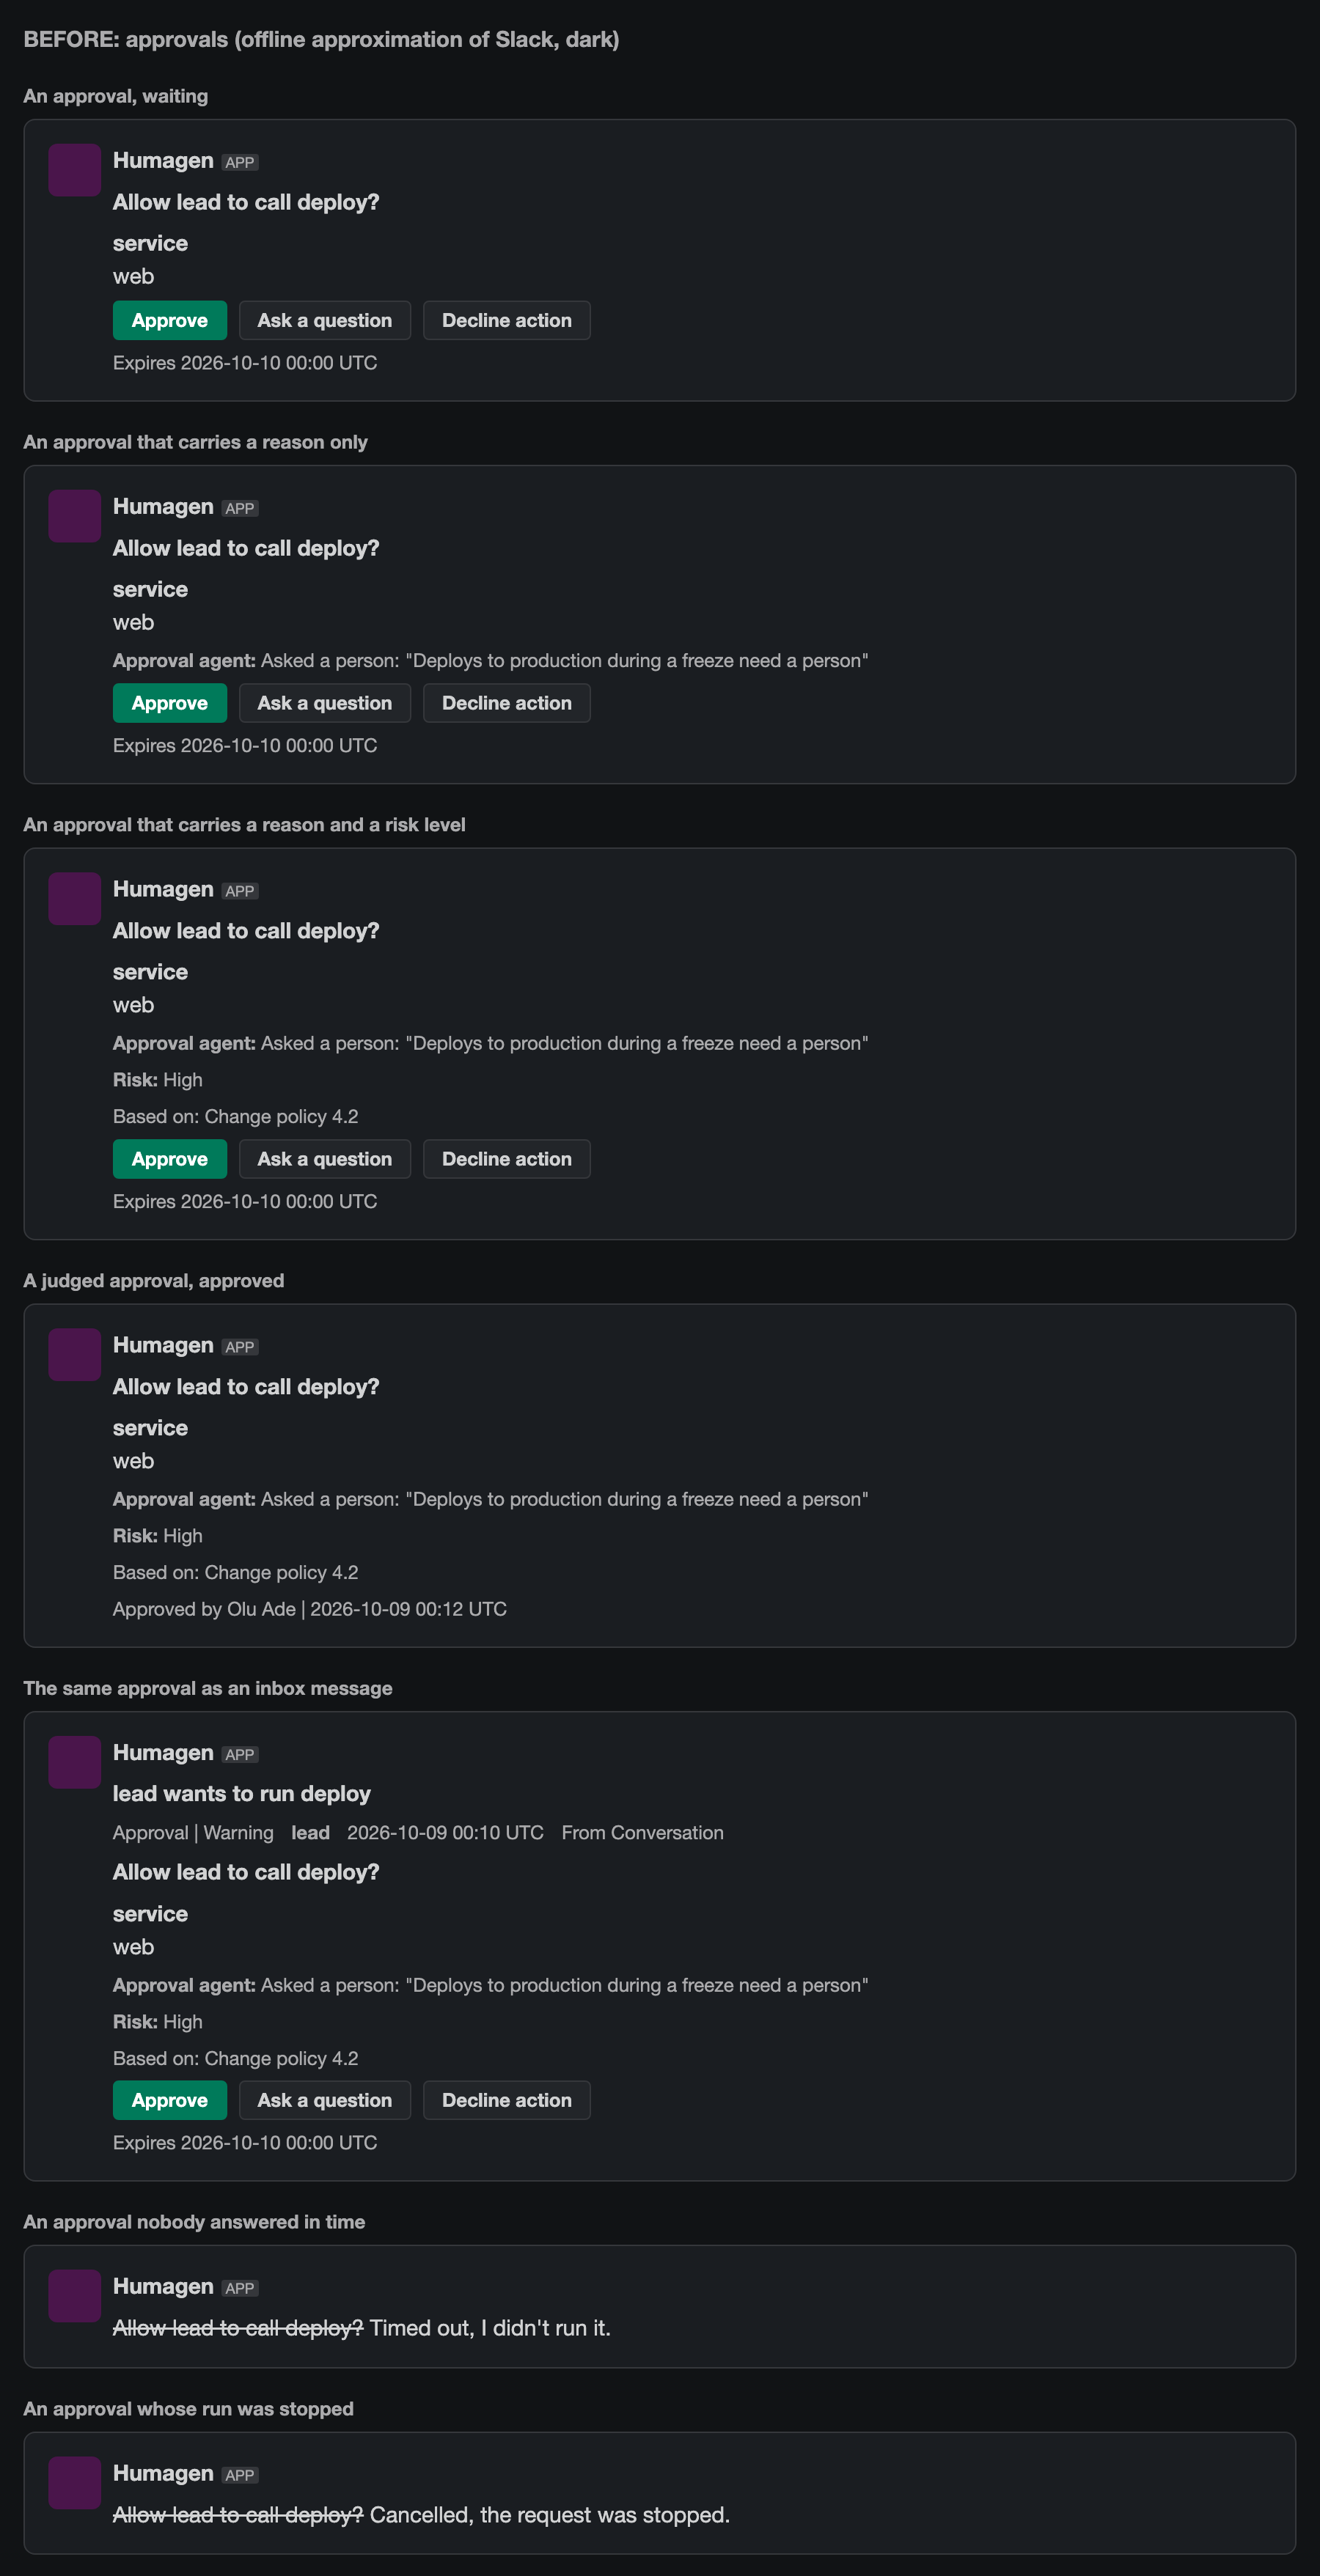 BEFORE: approvals (offline approximation of Slack, dark)
An approval, waiting
Humagen APP
Allow lead to call deploy?
service
web
Approve Ask a question Decline action
Expires 2026-10-10 00:00 UTC
An approval that carries a reason only
Humagen APP
Allow lead to call deploy?
service
web
Approval agent: Asked a person: "Deploys to production during a freeze need a person"
Approve Ask a question Decline action
Expires 2026-10-10 00:00 UTC
An approval that carries a reason and a risk level
Humagen APP
Allow lead to call deploy?
service
web
Approval agent: Asked a person: "Deploys to production during a freeze need a person"
Risk: High
Based on: Change policy 4.2
Approve Ask a question Decline action
Expires 2026-10-10 00:00 UTC
A judged approval, approved
Humagen APP
Allow lead to call deploy?
service
web
Approval agent: Asked a person: "Deploys to production during a freeze need a person"
Risk: High
Based on: Change policy 4.2
Approved by Olu Ade | 2026-10-09 00:12 UTC
The same approval as an inbox message
Humagen APP
lead wants to run deploy
Approval | Warning lead 2026-10-09 00:10 UTC From Conversation
Allow lead to call deploy?
service
web
Approval agent: Asked a person: "Deploys to production during a freeze need a person"
Risk: High
Based on: Change policy 4.2
Approve Ask a question Decline action
Expires 2026-10-10 00:00 UTC
An approval nobody answered in time
Humagen APP
Allow lead to call deploy? Timed out, I didn't run it.
An approval whose run was stopped
Humagen APP
Allow lead to call deploy? Cancelled, the request was stopped.